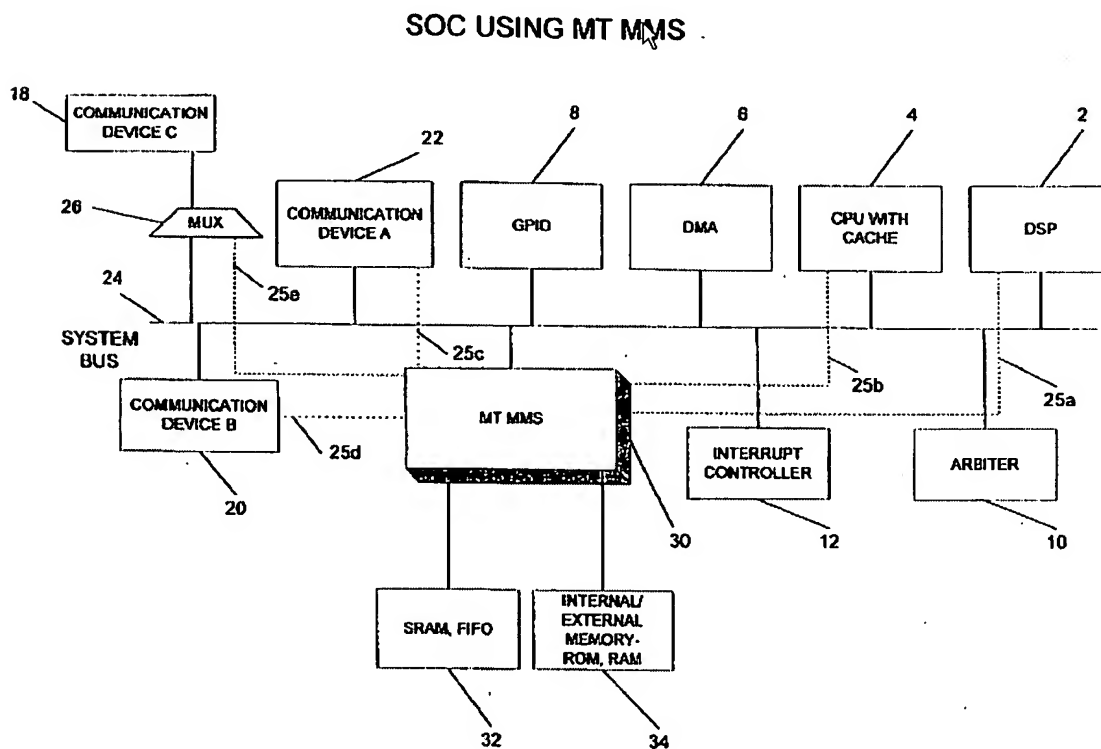 SOC USING MT MMS
18
COMMUNICATION
DEVICE C
22
8
6
4
2
26
MUX
COMMUNICATION
DEVICE A
GPIO
DMA
CPU WITH
CACHE
DSP
25e
24
SYSTEM
BUS
25c
25b
25a
COMMUNICATION
DEVICE B
MT MMS
25d
INTERRUPT
CONTROLLER
ARBITER
20
30
12
10
SRAM, FIFO
INTERNAL/
EXTERNAL
MEMORY-
ROM, RAM
32
34